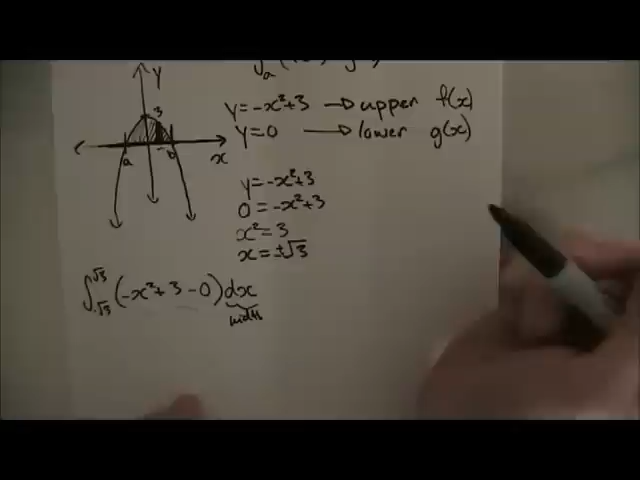 y
3
a
b
x
y=-x²+3 → upper f(x)
y=0 → lower g(x)
y=-x²+3
0=-x²+3
x²=3
x=±√3
∫_{-√3}^{√3} (-x²+3-0)dx
width